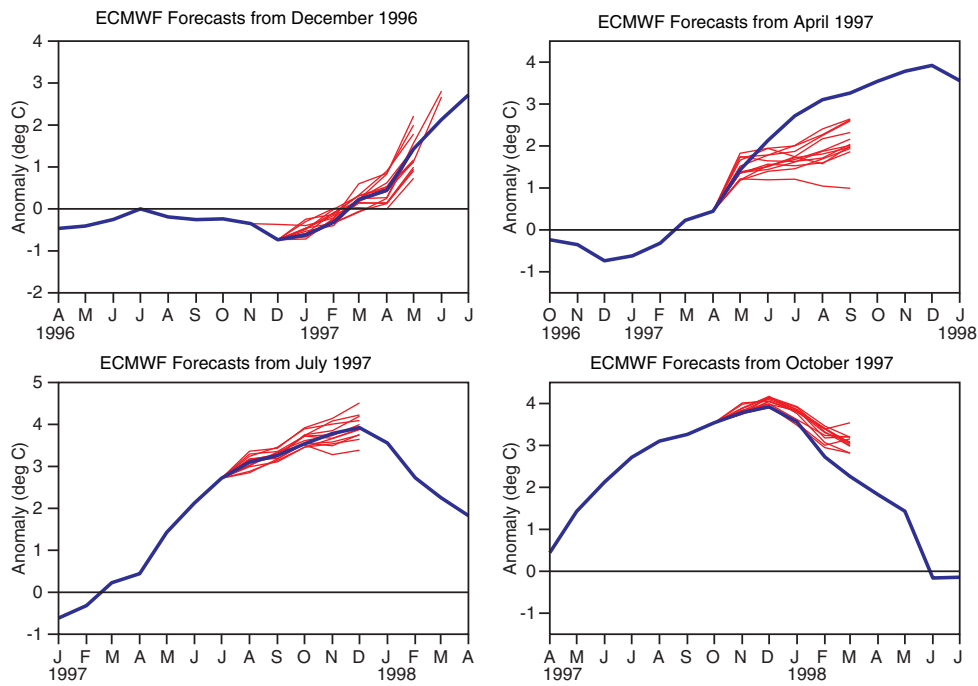 ECMWF Forecasts from December 1996
4
3
2
1
0
-1
-2
Anomaly (deg C)
A M J J A S O N D J F M A M J J
1996 1997
ECMWF Forecasts from April 1997
4
3
2
1
0
-1
Anomaly (deg C)
O N D J F M A M J J A S O N D J
1996 1997 1998
ECMWF Forecasts from July 1997
5
4
3
2
1
0
-1
Anomaly (deg C)
J F M A M J J A S O N D J F M A
1997 1998
ECMWF Forecasts from October 1997
4
3
2
1
0
-1
Anomaly (deg C)
A M J J A S O N D J F M A M J J
1997 1998